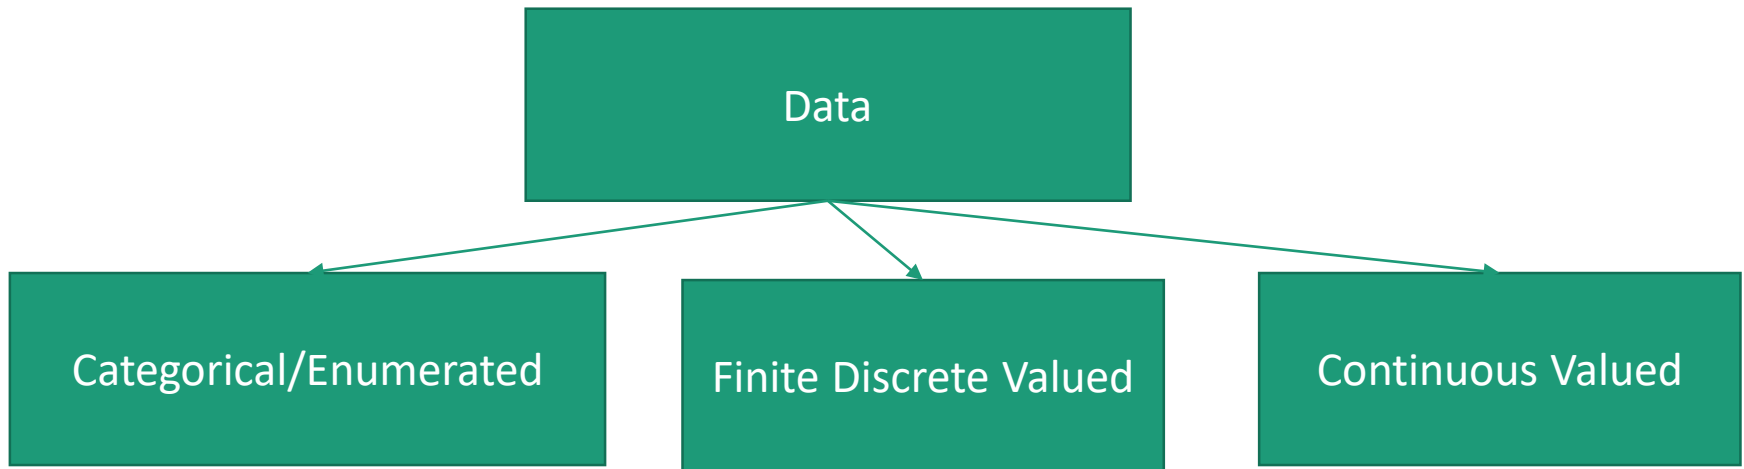 Data
Categorical/Enumerated
Finite Discrete Valued
Continuous Valued